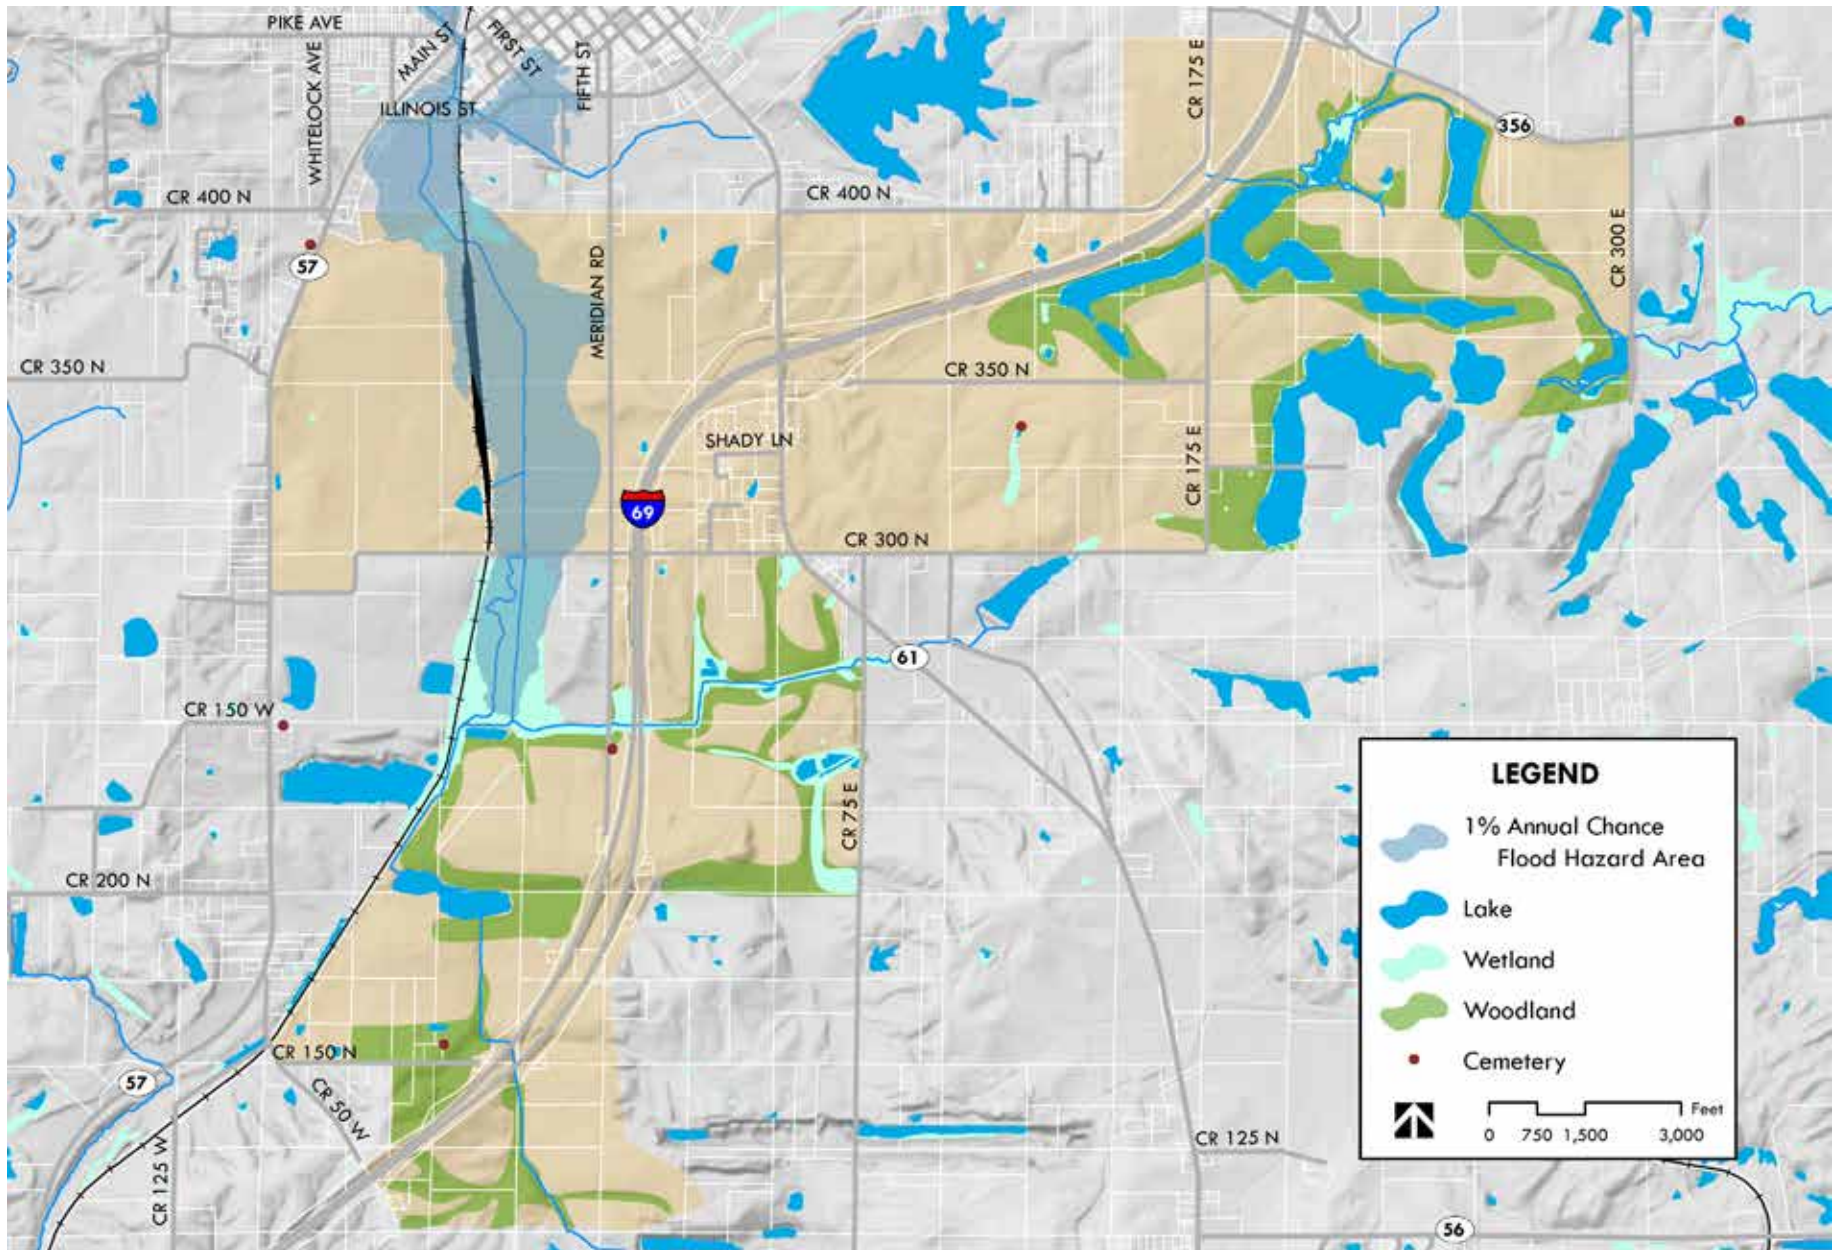 PIKE AVE
MAIN ST
FIRST ST
FIFTH ST
WHITELOCK AVE
ILLINOIS ST
CR 175 E
356
CR 400 N
CR 400 N
57
MERIDIAN RD
CR 300 E
CR 350 N
CR 350 N
SHADY LN
CR 175 E
69
CR 300 N
61
CR 150 W
CR 75 E
CR 200 N
CR 150 N
57
CR 50 W
CR 125 W
CR 125 N
56
LEGEND
1% Annual Chance
Flood Hazard Area
Lake
Wetland
Woodland
Cemetery
Feet
0 750 1,500 3,000